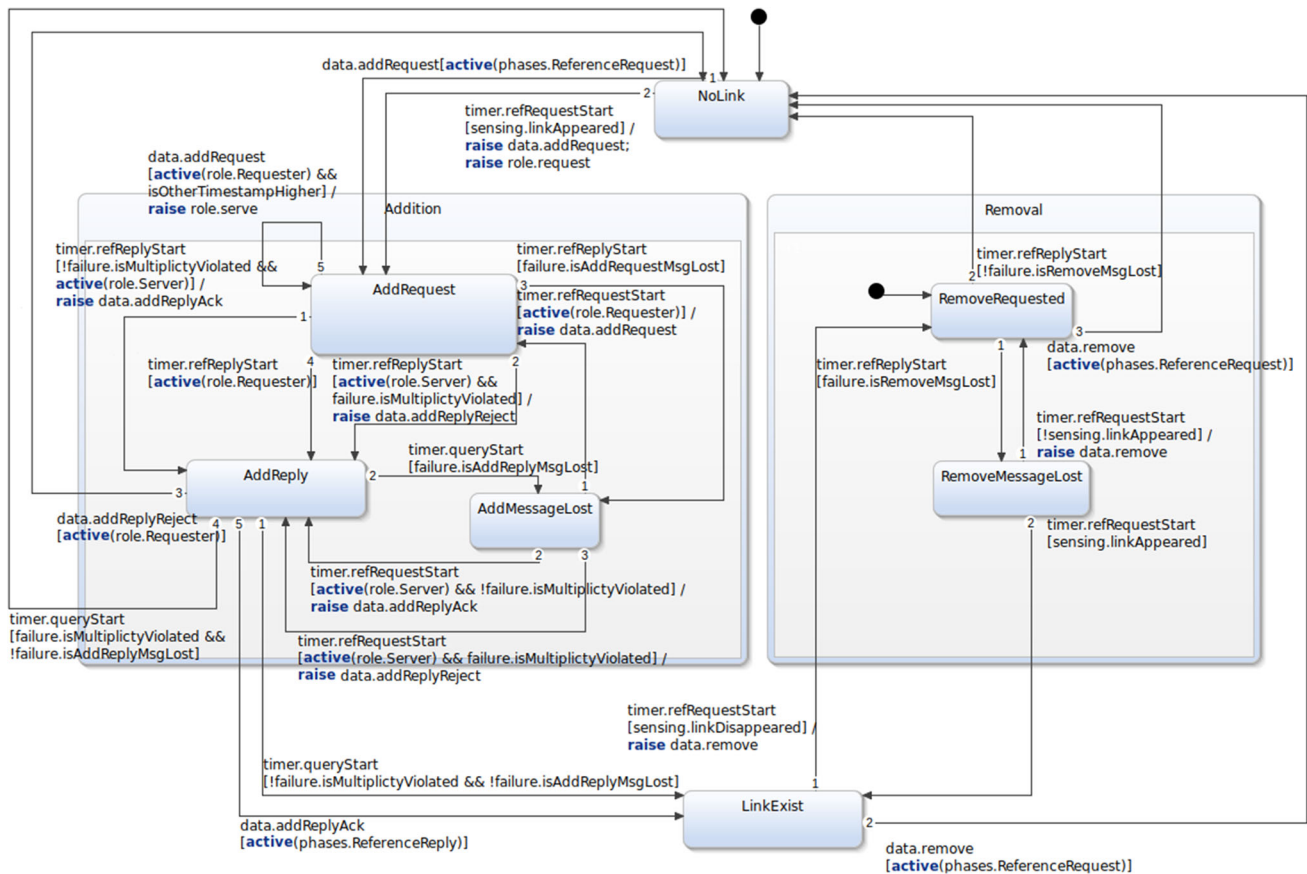 data.addRequest[active(phases.ReferenceRequest)]
1
NoLink
2
timer.refRequestStart
[sensing.linkAppeared] /
raise data.addRequest;
raise role.request
data.addRequest
[active(role.Requester) &&
isOtherTimestampHigher] /
raise role.serve
Addition
timer.refReplyStart
[!failure.isMultiplictyViolated &&
active(role.Server)] /
raise data.addReplyAck
5
timer.refReplyStart
[failure.isAddRequestMsgLost]
AddRequest
3
timer.refRequestStart
[active(role.Requester)] /
raise data.addRequest
1
4
2
timer.refReplyStart
[active(role.Requester)]
timer.refReplyStart
[active(role.Server) &&
failure.isMultiplictyViolated] /
raise data.addReplyReject
timer.queryStart
[failure.isAddReplyMsgLost]
AddReply
2
1
3
AddMessageLost
data.addReplyReject
[active(role.Requester)]
4
5
1
2
3
timer.refRequestStart
[active(role.Server) && !failure.isMultiplictyViolated] /
raise data.addReplyAck
timer.queryStart
[failure.isMultiplictyViolated &&
!failure.isAddReplyMsgLost]
timer.refRequestStart
[active(role.Server) && failure.isMultiplictyViolated] /
raise data.addReplyReject
Removal
timer.refReplyStart
[!failure.isRemoveMsgLost]
2
RemoveRequested
3
1
data.remove
[active(phases.ReferenceRequest)]
timer.refReplyStart
[failure.isRemoveMsgLost]
timer.refRequestStart
[!sensing.linkAppeared] /
raise data.remove
1
RemoveMessageLost
2
timer.refRequestStart
[sensing.linkAppeared]
timer.refRequestStart
[sensing.linkDisappeared] /
raise data.remove
timer.queryStart
[!failure.isMultiplictyViolated && !failure.isAddReplyMsgLost]
1
LinkExist
2
data.addReplyAck
[active(phases.ReferenceReply)]
data.remove
[active(phases.ReferenceRequest)]